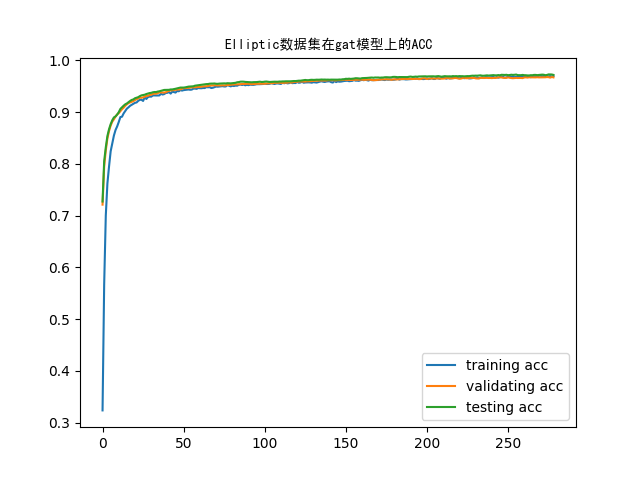 Elliptic数据集在gat模型上的ACC
1.0
0.9
0.8
0.7
0.6
0.5
0.4
0.3
training acc
validating acc
testing acc
0 50 100 150 200 250